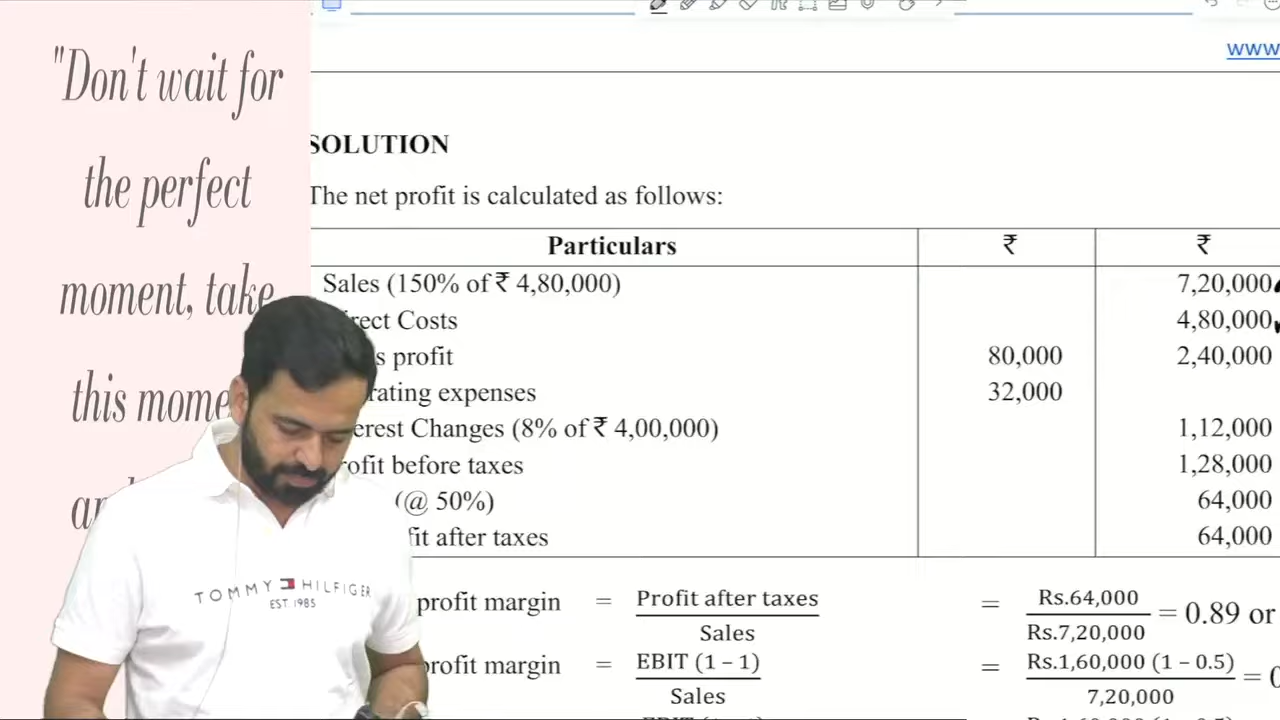 "Don't wait for
the perfect
moment, take
this mome
www
SOLUTION
The net profit is calculated as follows:
Particulars ₹ ₹
Sales (150% of ₹ 4,80,000) 7,20,000
rect Costs 4,80,000
s profit 80,000 2,40,000
rating expenses 32,000
erest Changes (8% of ₹ 4,00,000) 1,12,000
rofit before taxes 1,28,000
(@ 50%) 64,000
fit after taxes 64,000
profit margin = Profit after taxes / Sales = Rs.64,000 / Rs.7,20,000 = 0.89 or
profit margin = EBIT (1 − 1) / Sales = Rs.1,60,000 (1 − 0.5) / 7,20,000 = 0
TOMMY HILFIGER
EST. 1985